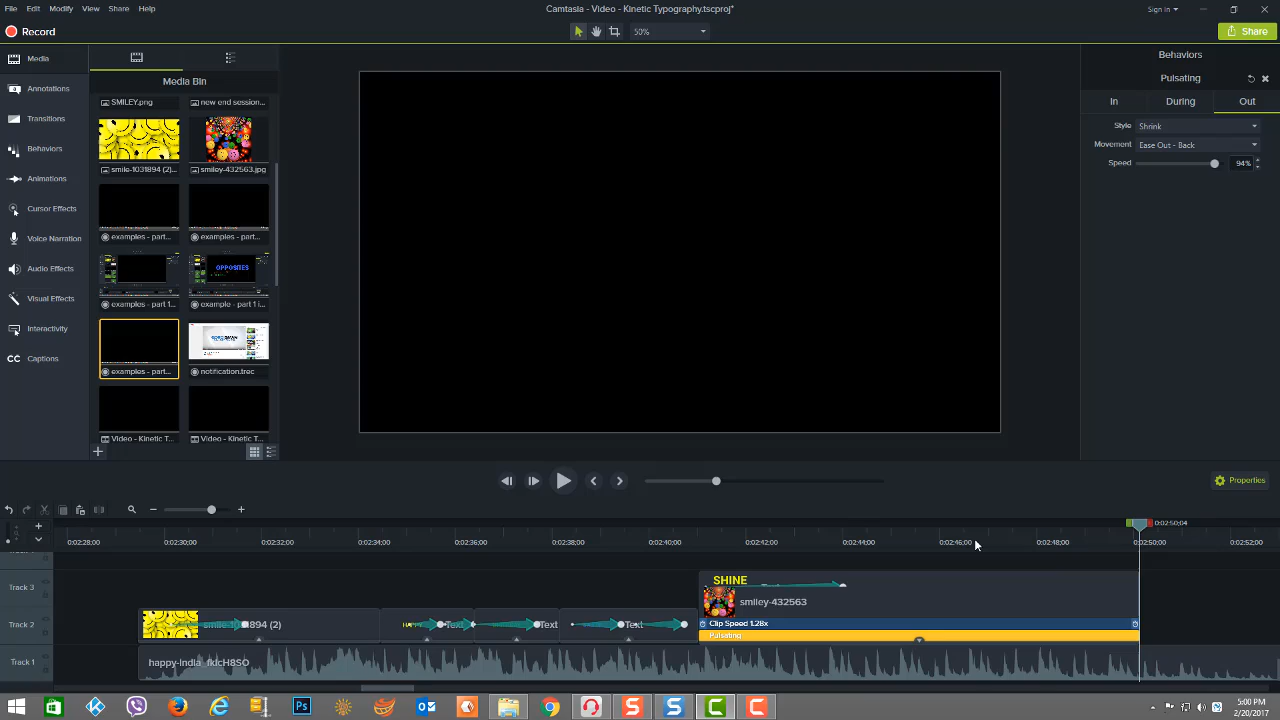 Camtasia - Video - Kinetic Typography.tscproj*
File Edit Modify View Share Help
Sign in
Record
50%
Share
Media
Annotations
Transitions
Behaviors
Animations
Cursor Effects
Voice Narration
Audio Effects
Visual Effects
Interactivity
CC Captions
Media Bin
SMILEY.png
new end session...
smile-1031894 (2)...
smiley-432563.jpg
examples - part...
examples - part...
OPPOSITES
examples - part 1...
example - part 1 i...
examples - part...
notification.trec
Video - Kinetic T...
Video - Kinetic T...
Behaviors
Pulsating
In During Out
Style Shrink
Movement Ease Out - Back
Speed 94%
Properties
0:02:50;04
0:02:28;00 0:02:30;00 0:02:32;00 0:02:34;00 0:02:36;00 0:02:38;00 0:02:40;00 0:02:42;00 0:02:44;00 0:02:46;00 0:02:48;00 0:02:50;00 0:02:52;00
Track 3
SHINE
smiley-432563
Track 2
Text
Text
Text
Clip Speed 1.28x
Pulsating
Track 1
5:00 PM
2/20/2017